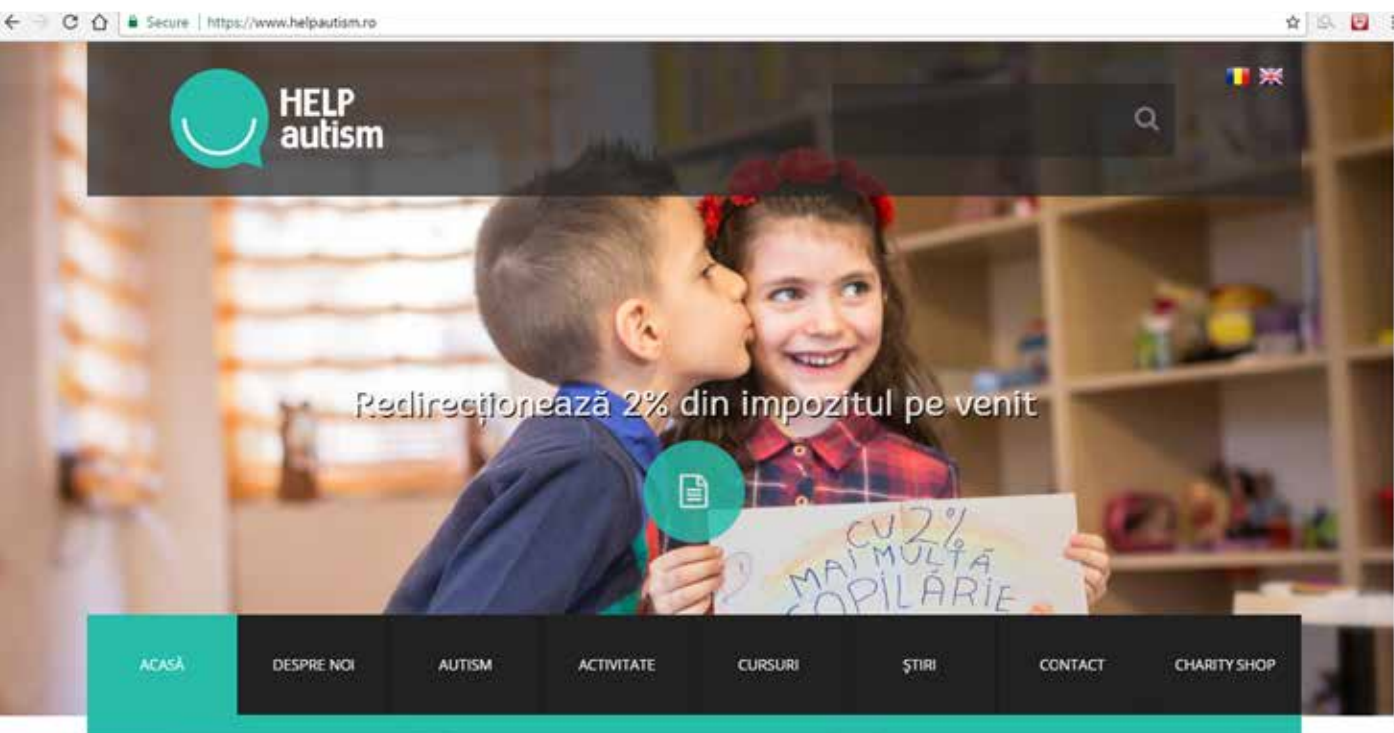 Secure | https://www.helpautism.ro
HELP
autism
Redirecționează 2% din impozitul pe venit
CU 2%
MAI MULTĂ
COPILĂRIE
ACASĂ DESPRE NOI AUTISM ACTIVITATE CURSURI ȘTIRI CONTACT CHARITY SHOP